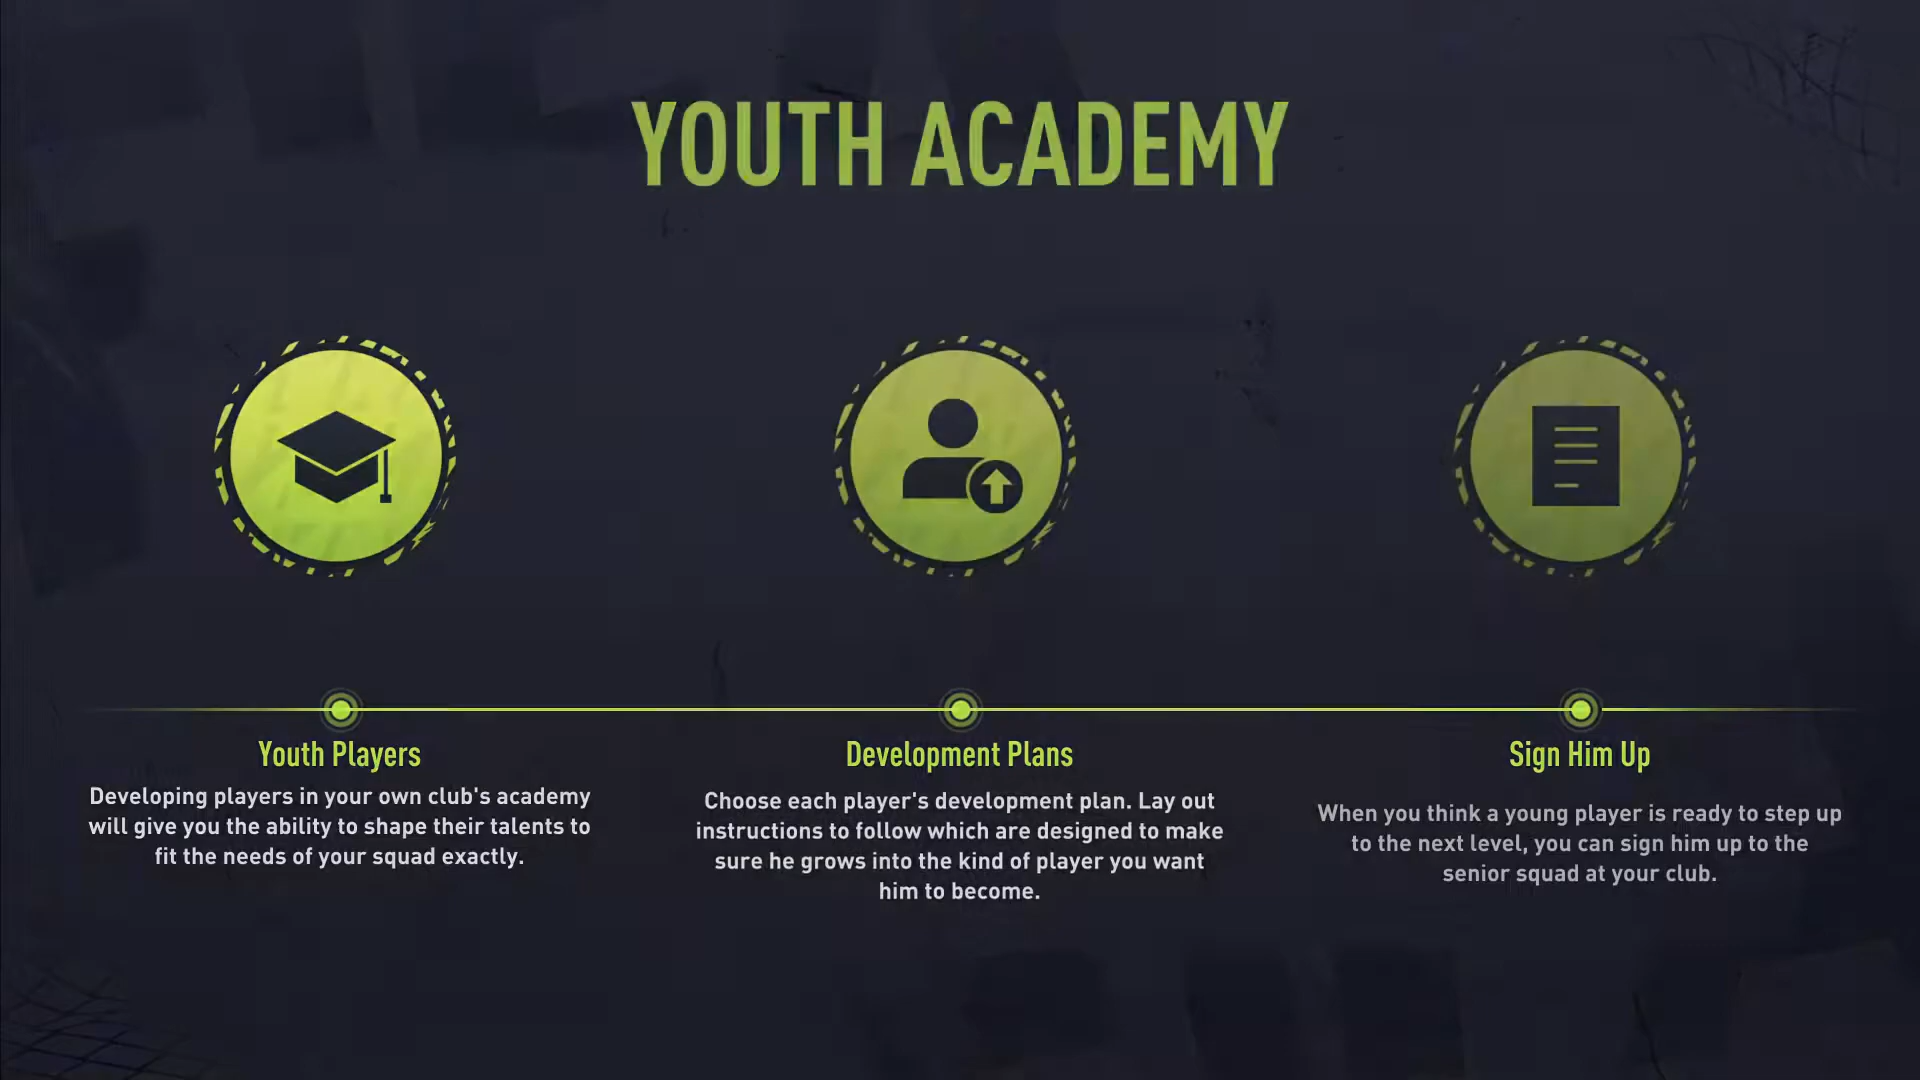 YOUTH ACADEMY
Youth Players
Developing players in your own club's academy
will give you the ability to shape their talents to
fit the needs of your squad exactly.
Development Plans
Choose each player's development plan. Lay out
instructions to follow which are designed to make
sure he grows into the kind of player you want
him to become.
Sign Him Up
When you think a young player is ready to step up
to the next level, you can sign him up to the
senior squad at your club.